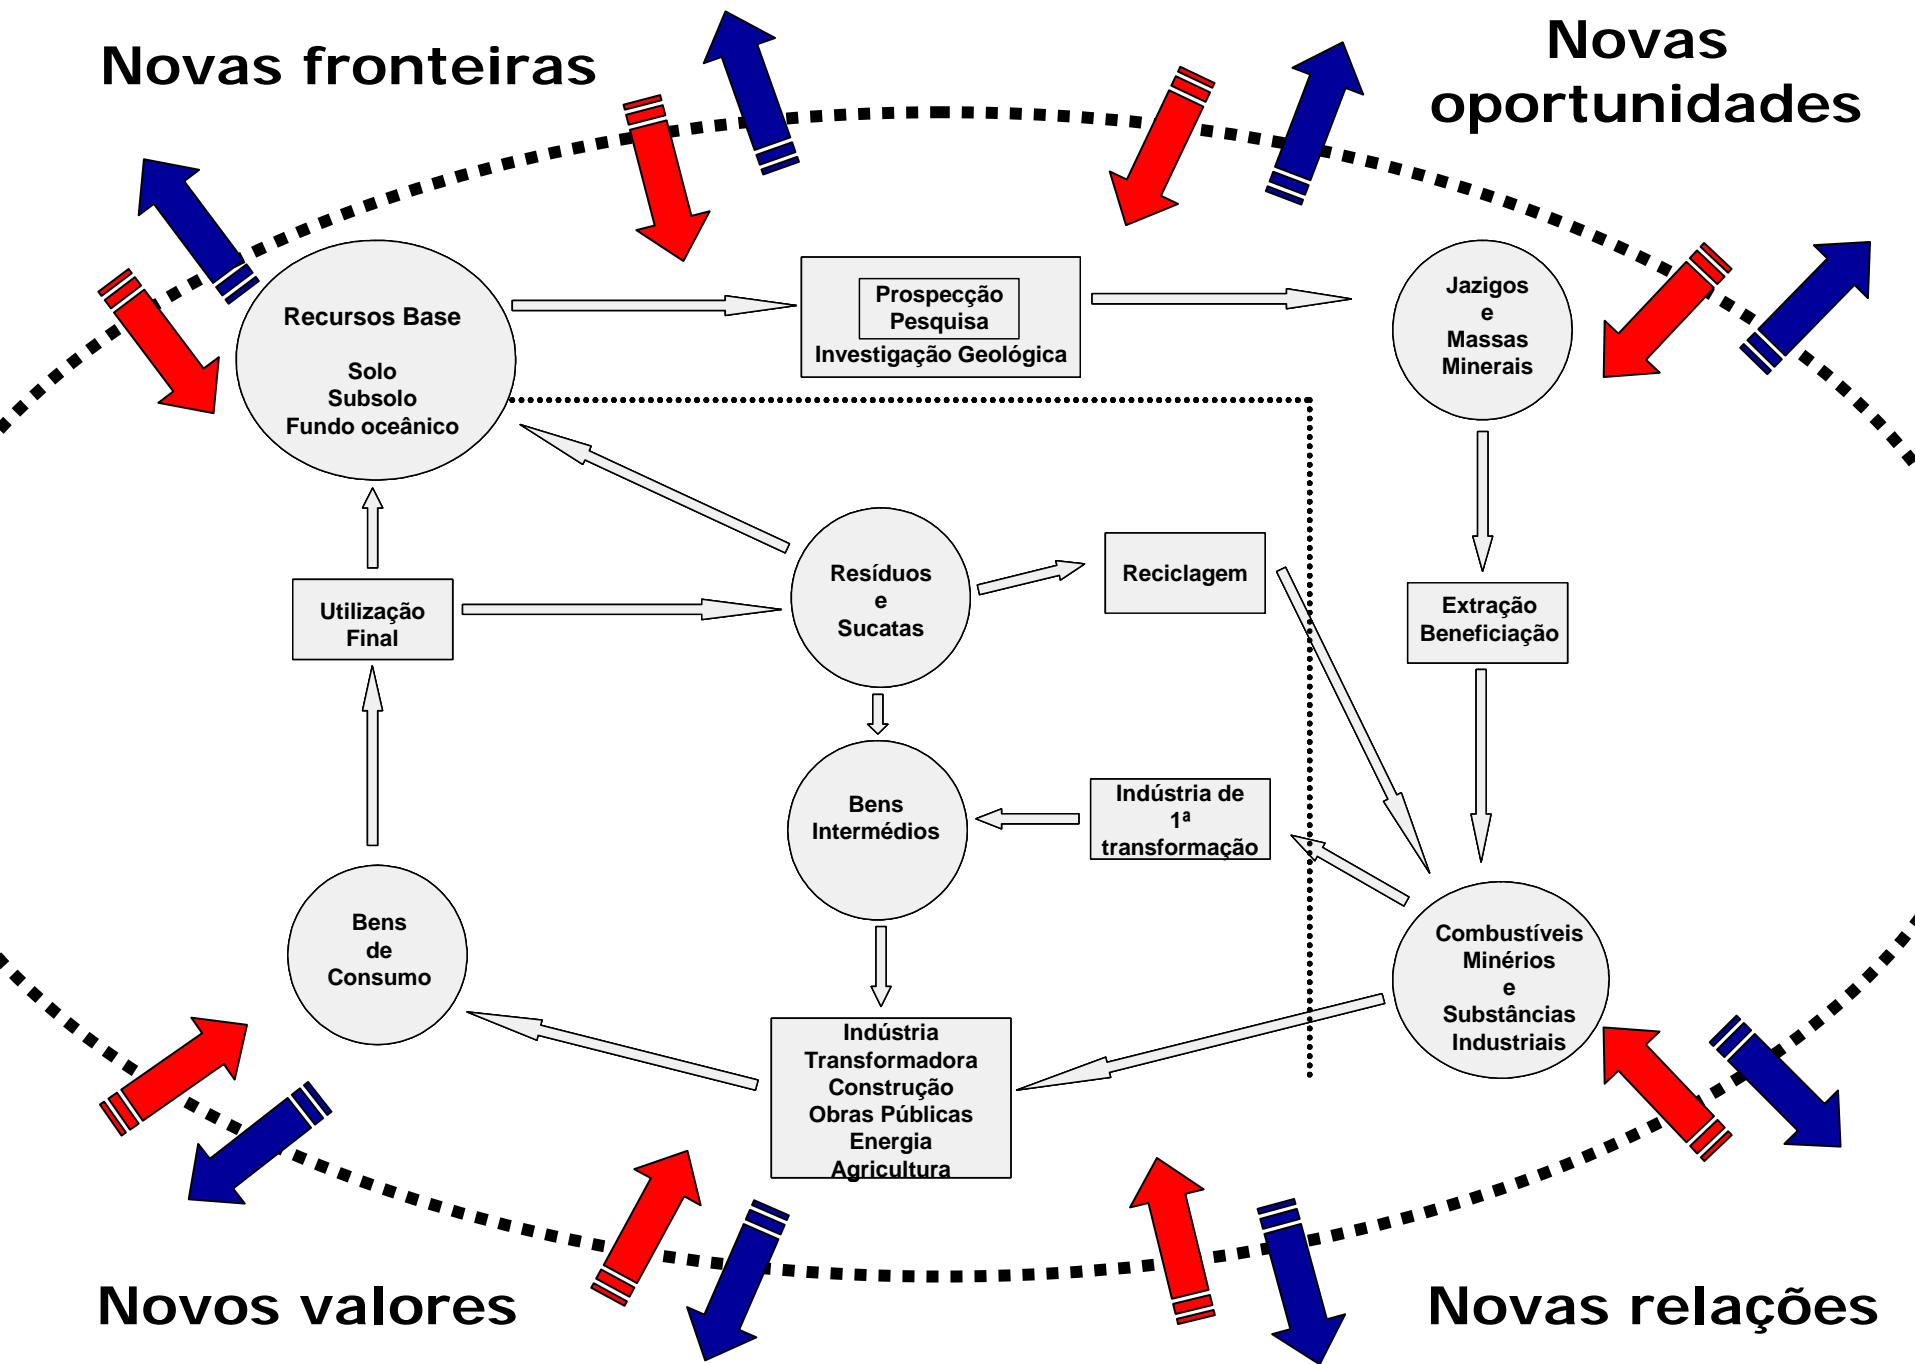 Novas fronteiras
Novas
oportunidades
Recursos Base
Solo
Subsolo
Fundo oceânico
Prospecção
Pesquisa
Investigação Geológica
Jazigos
e
Massas
Minerais
Resíduos
e
Sucatas
Reciclagem
Extração
Beneficiação
Utilização
Final
Bens
Intermédios
Indústria de
1ª
transformação
Bens
de
Consumo
Combustíveis
Minérios
e
Substâncias
Industriais
Indústria
Transformadora
Construção
Obras Públicas
Energia
Agricultura
Novos valores
Novas relações